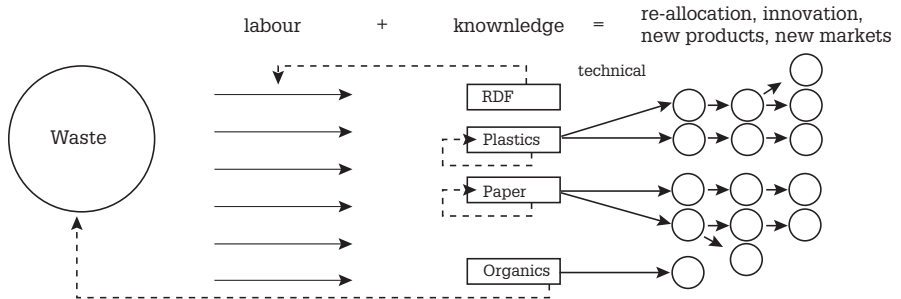 labour + knownledge = re-allocation, innovation,
new products, new markets
technical
RDF
Plastics
Waste
Paper
Organics